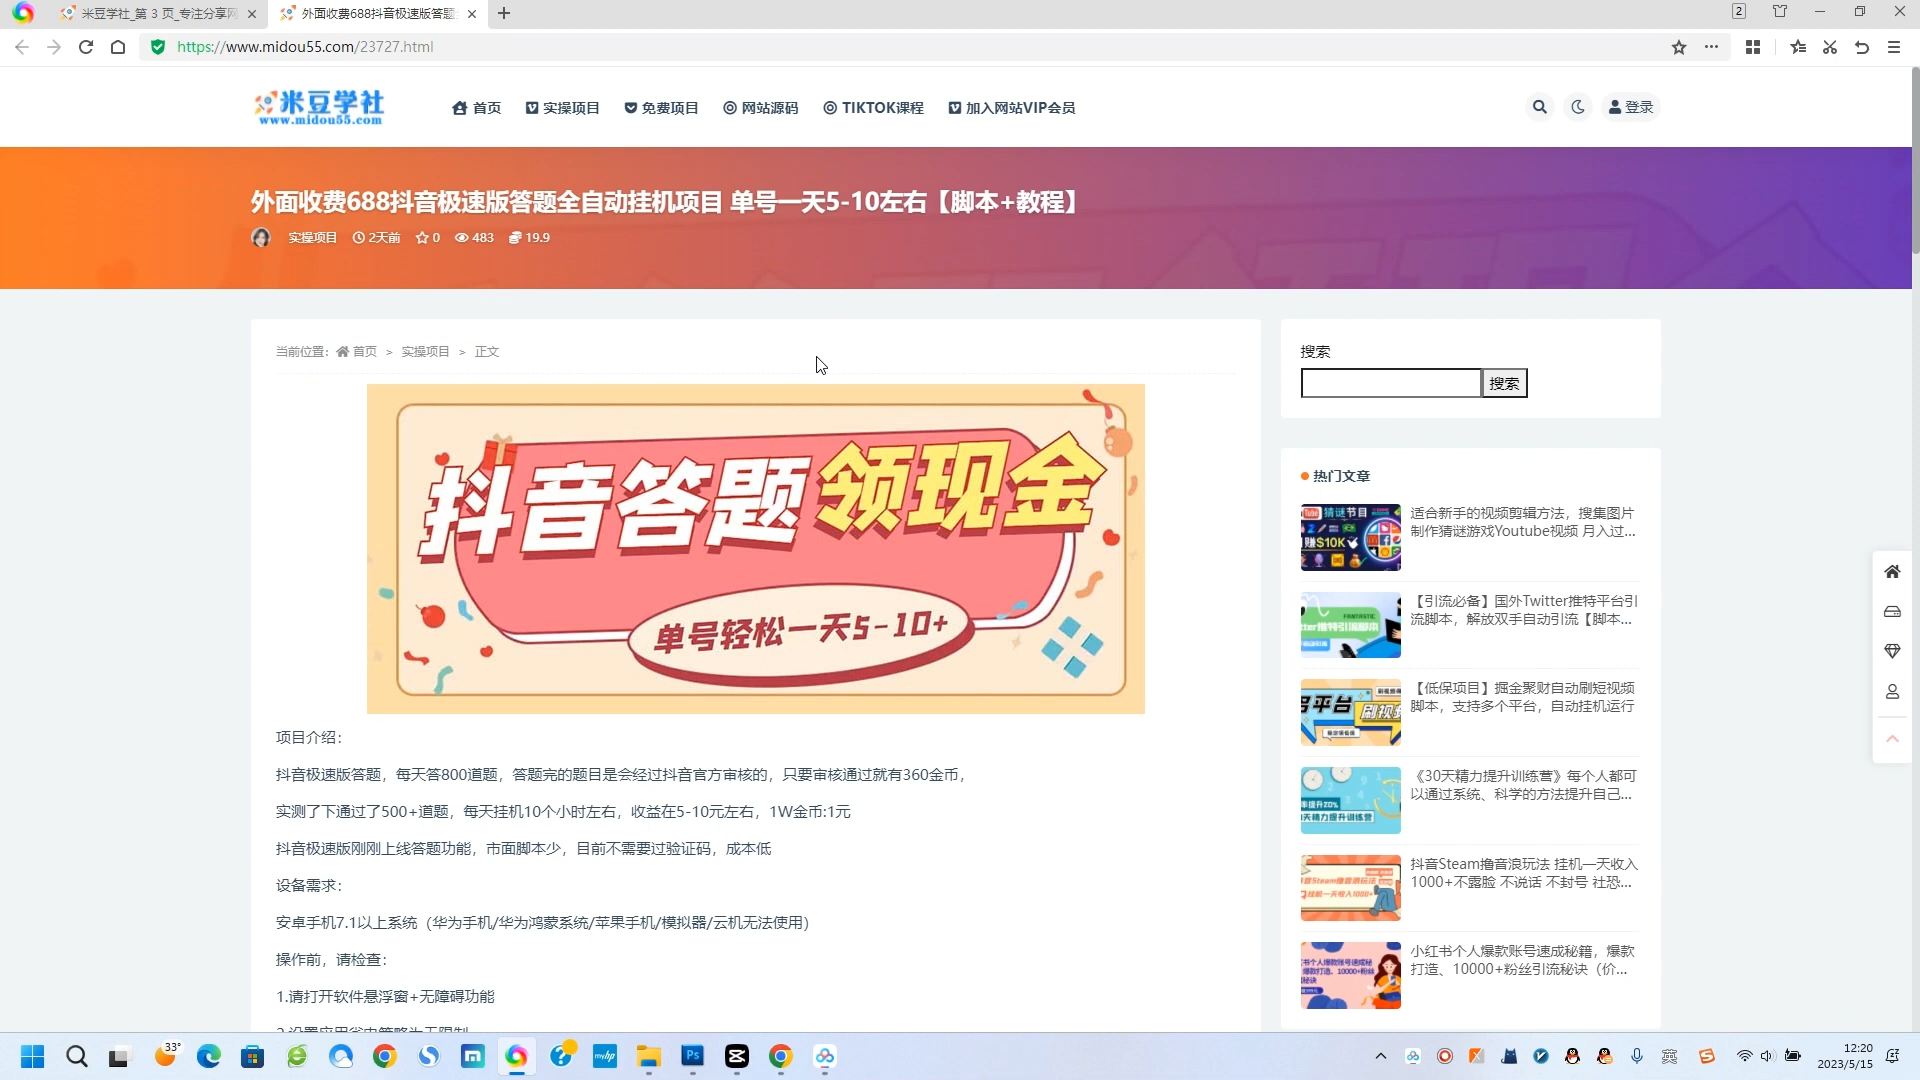 米豆学社_第 3 页_专注分享网
外面收费688抖音极速版答题
2
https://www.midou55.com/23727.html
米豆学社
www.midou55.com
首页
实操项目
免费项目
网站源码
TIKTOK课程
加入网站VIP会员
登录
外面收费688抖音极速版答题全自动挂机项目 单号一天5-10左右【脚本+教程】
实操项目 2天前 0 483 19.9
当前位置： 首页 > 实操项目 > 正文
抖音答题领现金
单号轻松一天5-10+
项目介绍：
抖音极速版答题，每天答800道题，答题完的题目是会经过抖音官方审核的，只要审核通过就有360金币，
实测了下通过了500+道题，每天挂机10个小时左右，收益在5-10元左右，1W金币:1元
抖音极速版刚刚上线答题功能，市面脚本少，目前不需要过验证码，成本低
设备需求：
安卓手机7.1以上系统（华为手机/华为鸿蒙系统/苹果手机/模拟器/云机无法使用）
操作前，请检查：
1.请打开软件悬浮窗+无障碍功能
搜索
搜索
热门文章
适合新手的视频剪辑方法，搜集图片
制作猜谜游戏Youtube视频 月入过...
【引流必备】国外Twitter推特平台引
流脚本，解放双手自动引流【脚本...
【低保项目】掘金聚财自动刷短视频
脚本，支持多个平台，自动挂机运行
《30天精力提升训练营》每个人都可
以通过系统、科学的方法提升自己...
抖音Steam撸音浪玩法 挂机一天收入
1000+不露脸 不说话 不封号 社恐...
小红书个人爆款账号速成秘籍，爆款
打造、10000+粉丝引流秘诀（价...
33°
myhp
Ps
英
12:20
2023/5/15